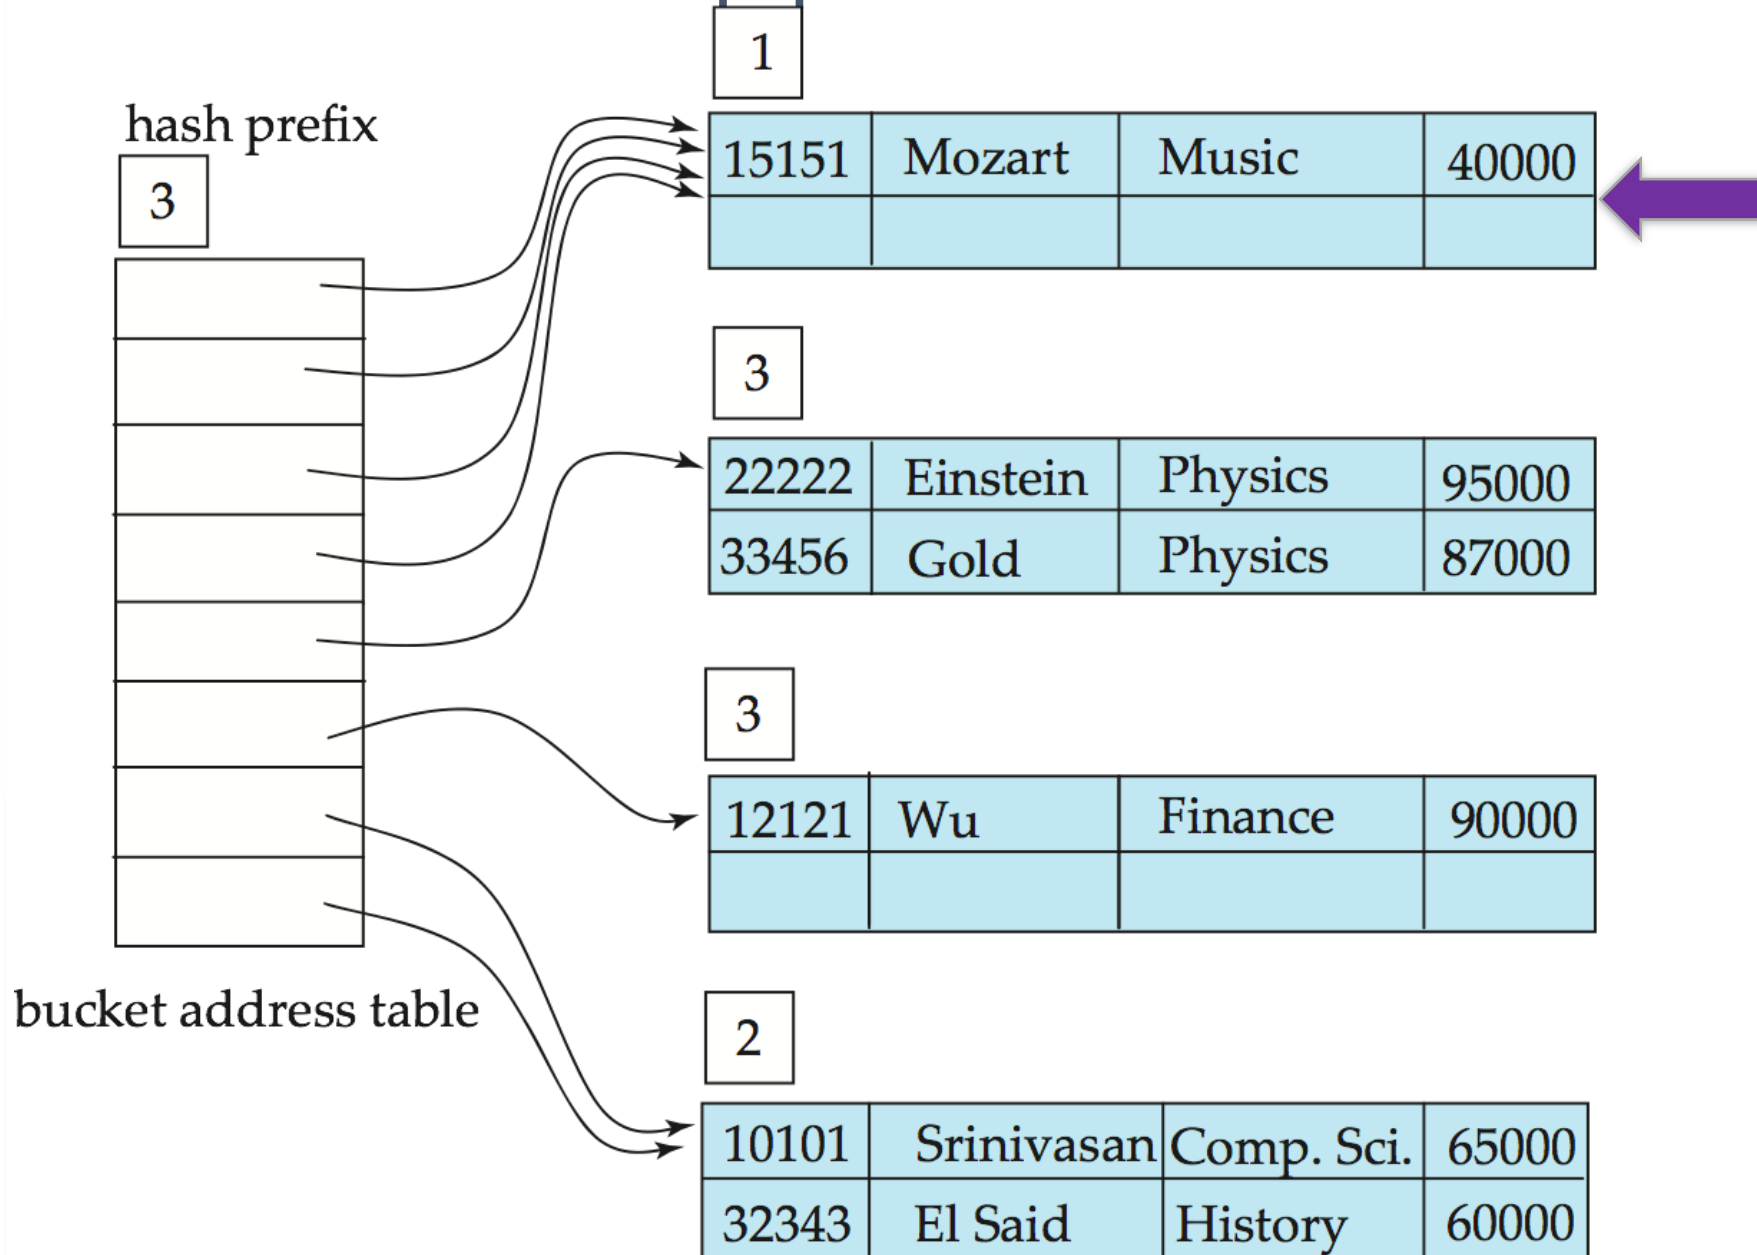 1
hash prefix
3
15151 Mozart Music 40000
3
22222 Einstein Physics 95000
33456 Gold Physics 87000
3
12121 Wu Finance 90000
bucket address table
2
10101 Srinivasan Comp. Sci. 65000
32343 El Said History 60000